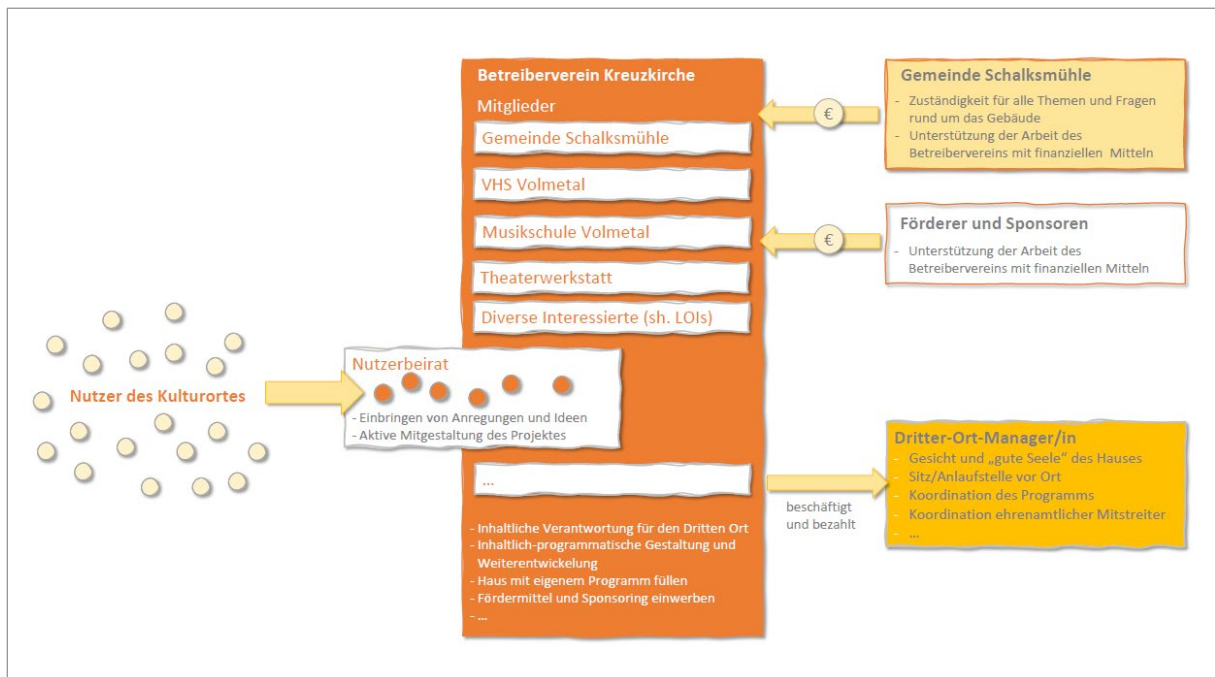 Betreiberverein Kreuzkirche
Mitglieder
Gemeinde Schalksmühle
VHS Volmetal
Musikschule Volmetal
Theaterwerkstatt
Diverse Interessierte (sh. LOIs)
Nutzer des Kulturortes
Nutzerbeirat
- Einbringen von Anregungen und Ideen
- Aktive Mitgestaltung des Projektes
...
- Inhaltliche Verantwortung für den Dritten Ort
- Inhaltlich-programmatische Gestaltung und
Weiterentwickelung
- Haus mit eigenem Programm füllen
- Fördermittel und Sponsoring einwerben
- ...
€
Gemeinde Schalksmühle
- Zuständigkeit für alle Themen und Fragen
rund um das Gebäude
- Unterstützung der Arbeit des
Betreibervereins mit finanziellen Mitteln
€
Förderer und Sponsoren
- Unterstützung der Arbeit des
Betreibervereins mit finanziellen Mitteln
beschäftigt
und bezahlt
Dritter-Ort-Manager/in
- Gesicht und „gute Seele“ des Hauses
- Sitz/Anlaufstelle vor Ort
- Koordination des Programms
- Koordination ehrenamtlicher Mitstreiter
- ...